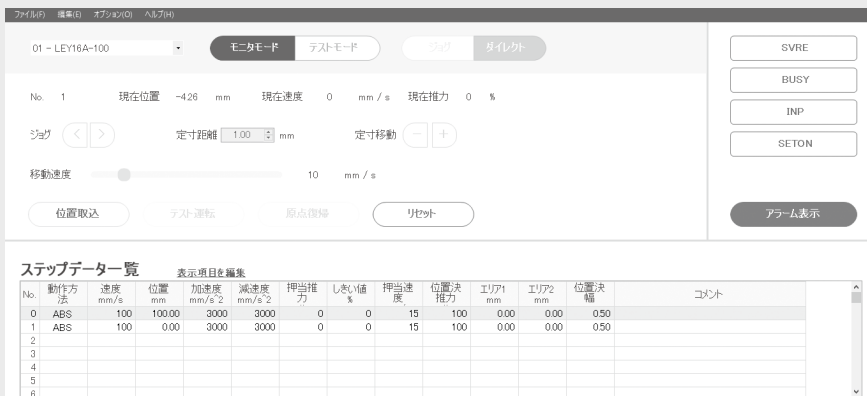 ファイル(F) 編集(E) オプション(O) ヘルプ(H)
01 - LEY16A-100 モニタモード テストモード ジョグ ダイレクト
SVRE
BUSY
INP
SETON
アラーム表示
No. 1 現在位置 -4.26 mm 現在速度 0 mm / s 現在推力 0 %
ジョグ < > 定寸距離 1.00 mm 定寸移動 - +
移動速度 10 mm / s
位置取込 テスト運転 原点復帰 リセット
ステップデータ一覧 表示項目を編集
No. 動作方法 速度 mm/s 位置 mm 加速度 mm/s^2 減速度 mm/s^2 押当推力 しきい値 % 押当速度 位置決推力 エリア1 mm エリア2 mm 位置決幅 コメント
0 ABS 100 100.00 3000 3000 0 0 15 100 0.00 0.00 0.50
1 ABS 100 0.00 3000 3000 0 0 15 100 0.00 0.00 0.50
2
3
4
5
6